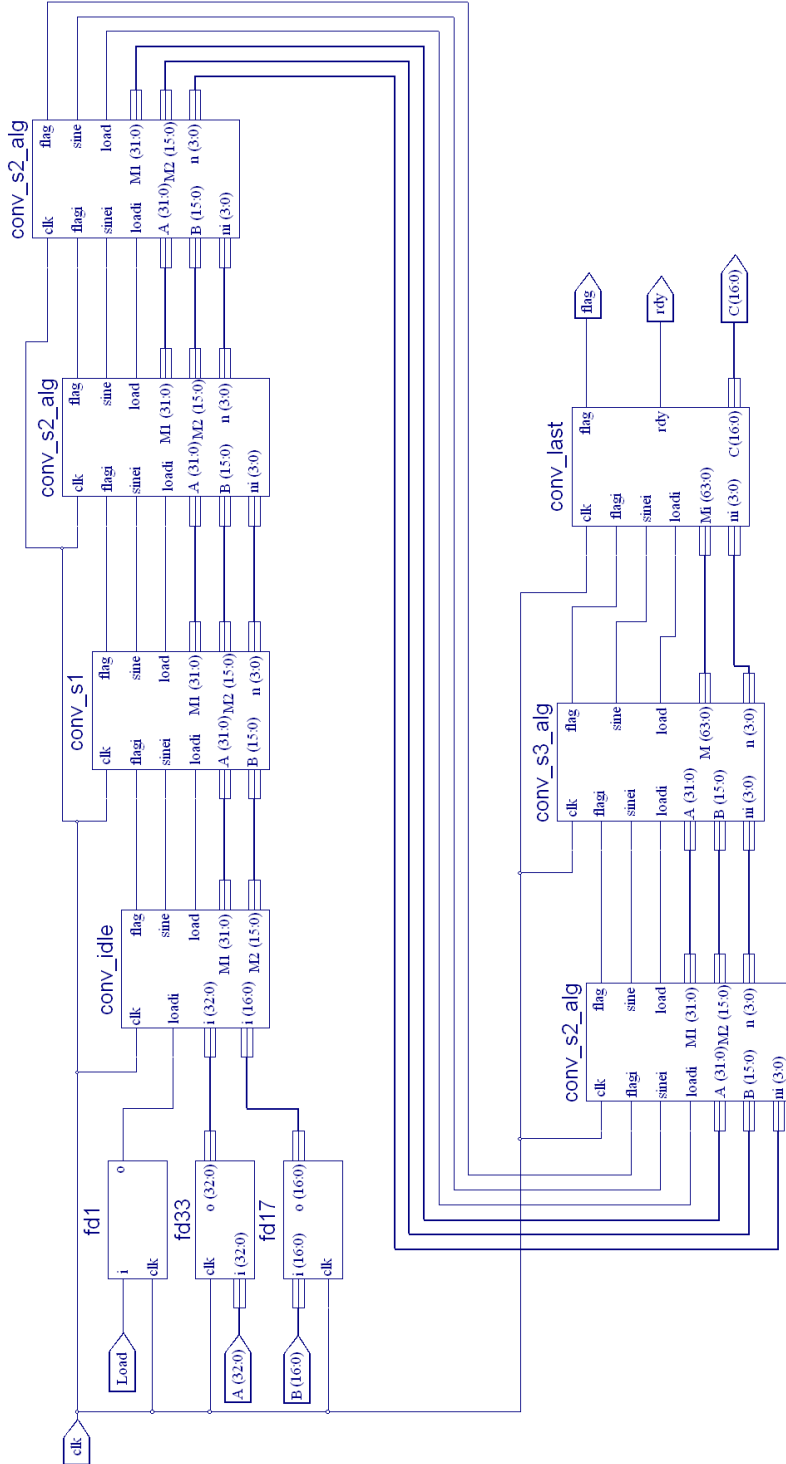 clk
Load
A (32:0)
B (16:0)
fd1
i
o
clk
fd33
clk
o (32:0)
i (32:0)
fd17
i (16:0)
o (16:0)
clk
conv_idle
clk
flag
sine
loadi
load
i (32:0)
M1 (31:0)
i (16:0)
M2 (15:0)
conv_s1
clk
flag
flagi
sine
sinei
load
loadi
M1 (31:0)
A (31:0)
M2 (15:0)
B (15:0)
n (3:0)
conv_s2_alg
clk
flag
flagi
sine
sinei
load
loadi
M1 (31:0)
A (31:0)
M2 (15:0)
B (15:0)
n (3:0)
ni (3:0)
conv_s2_alg
clk
flag
flagi
sine
sinei
load
loadi
M1 (31:0)
A (31:0)
M2 (15:0)
B (15:0)
n (3:0)
ni (3:0)
conv_s2_alg
clk
flag
flagi
sine
sinei
load
loadi
M1 (31:0)
A (31:0)
M2 (15:0)
B (15:0)
n (3:0)
ni (3:0)
conv_s3_alg
clk
flag
flagi
sine
sinei
load
loadi
A (31:0)
M (63:0)
B (15:0)
ni (3:0)
n (3:0)
conv_last
clk
flag
flagi
sinei
rdy
loadi
Mi (63:0)
ni (3:0)
C (16:0)
flag
rdy
C (16:0)